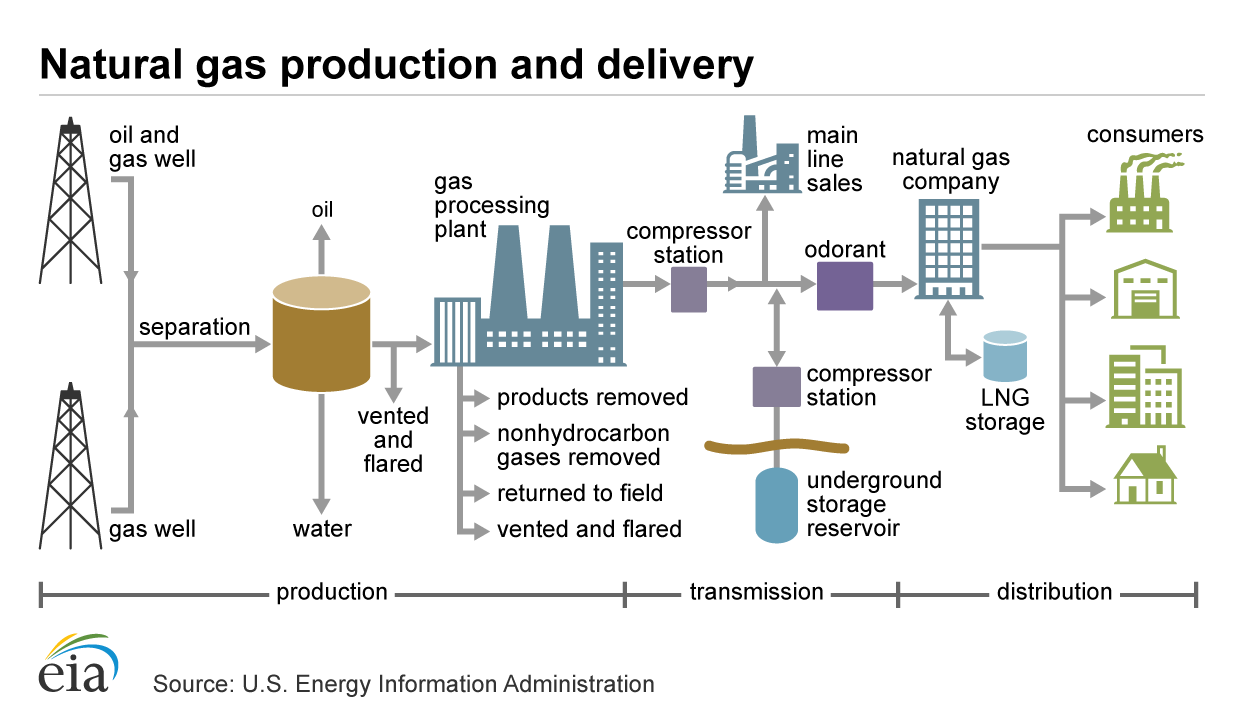 Natural gas production and delivery
oil and
gas well
oil
separation
gas well
water
vented
and
flared
gas
processing
plant
products removed
nonhydrocarbon
gases removed
returned to field
vented and flared
compressor
station
main
line
sales
odorant
compressor
station
underground
storage
reservoir
natural gas
company
LNG
storage
consumers
production
transmission
distribution
eia
Source: U.S. Energy Information Administration